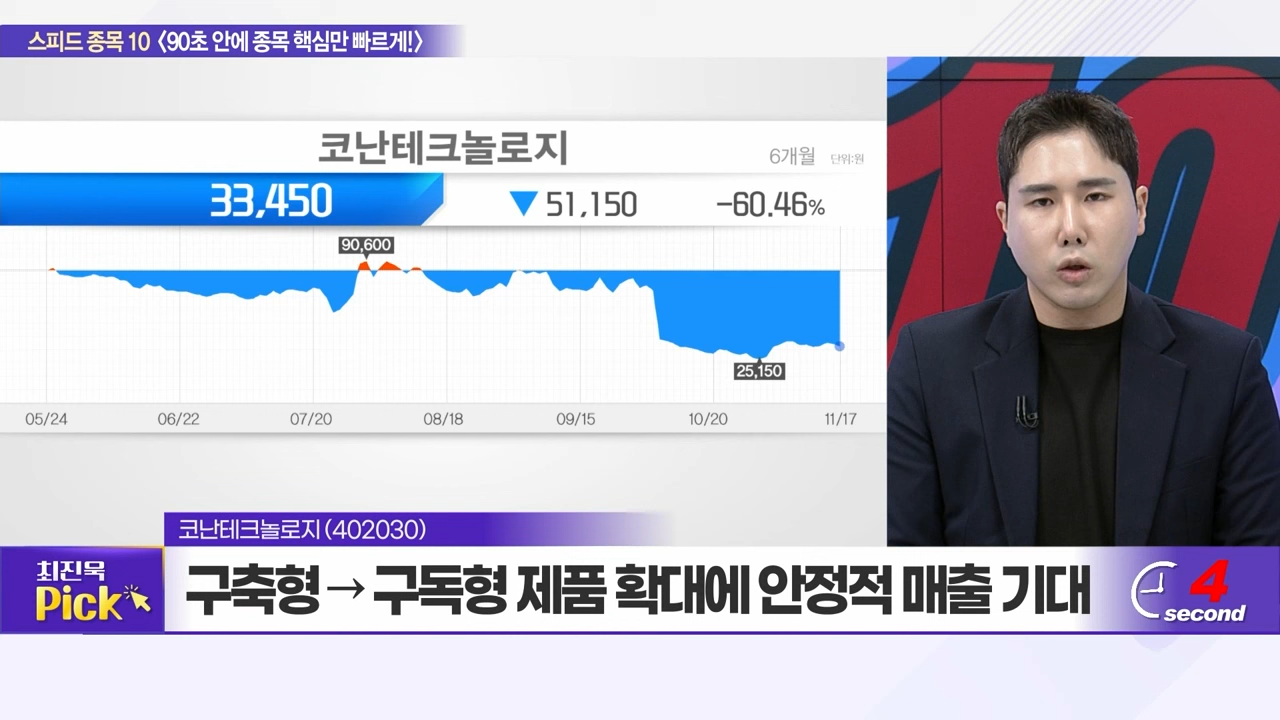 스피드 종목 10 〈90초 안에 종목 핵심만 빠르게!〉
코난테크놀로지
6개월 단위:원
33,450 ▼ 51,150 -60.46%
90,600
25,150
05/24 06/22 07/20 08/18 09/15 10/20 11/17
코난테크놀로지 (402030)
최진욱
Pick
구축형→구독형 제품 확대에 안정적 매출 기대
4
second